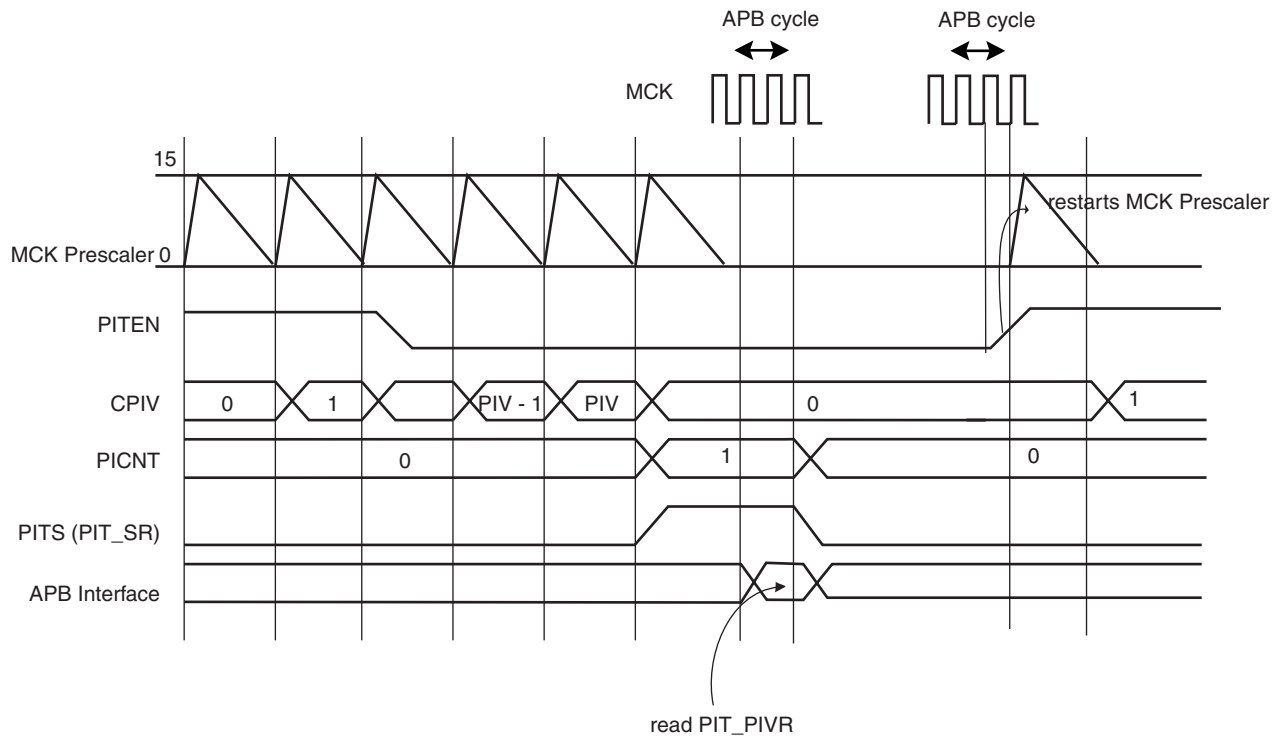 APB cycle
APB cycle
MCK
15
restarts MCK Prescaler
MCK Prescaler 0
PITEN
CPIV 0 1 PIV - 1 PIV 0 1
PICNT 0 1 0
PITS (PIT_SR)
APB Interface
read PIT_PIVR